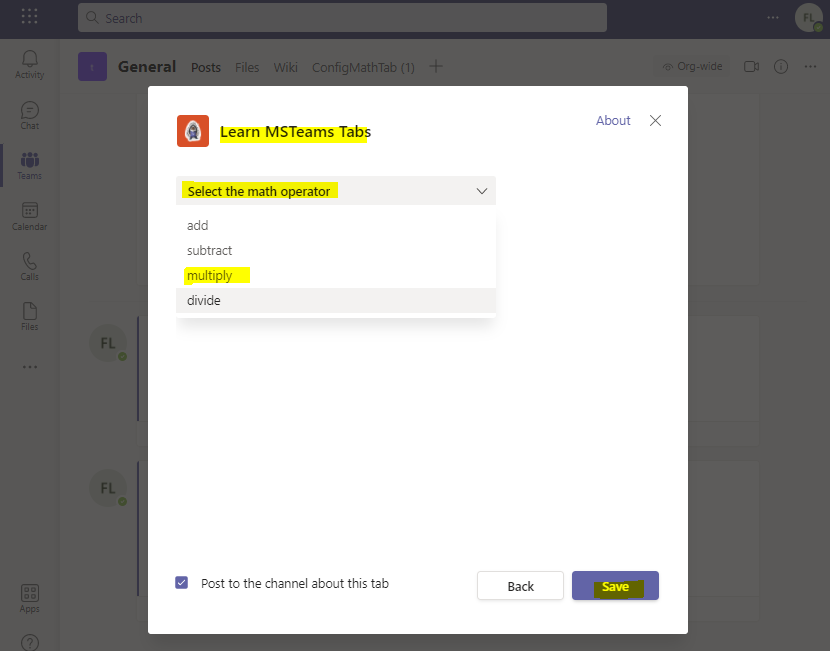 Search
FL
Activity
Chat
Teams
Calendar
Calls
Files
Apps
General Posts Files Wiki ConfigMathTab (1)
Org-wide
Learn MSTeams Tabs
About
Select the math operator
add
subtract
multiply
divide
FL
FL
Post to the channel about this tab
Back
Save